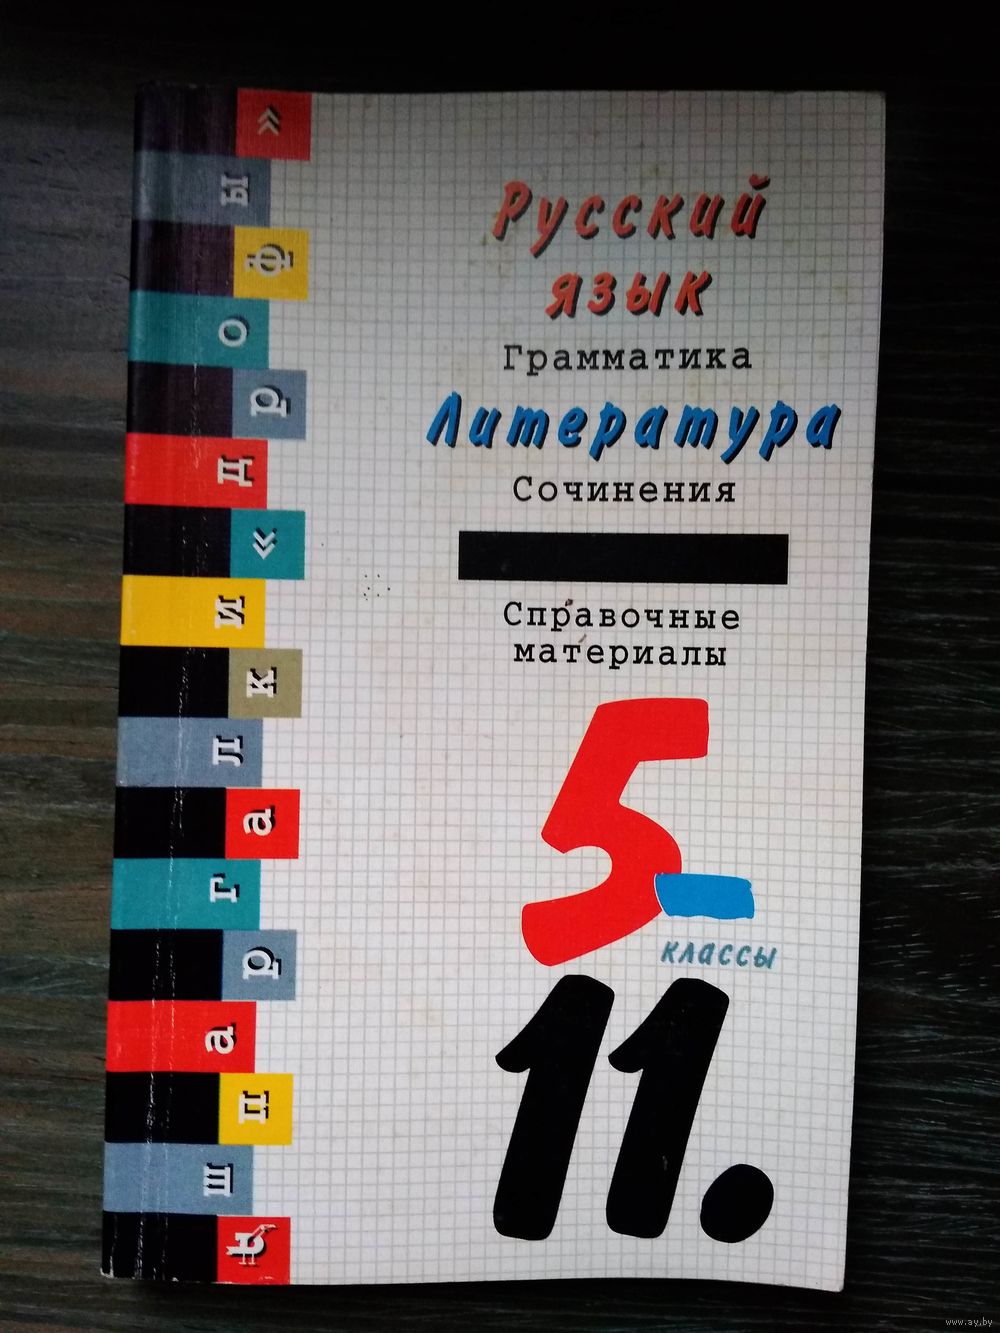 шпаргалки «дрофы»
Русский
язык
Грамматика
Литература
Сочинения
Справочные
материалы
5-
классы
11.
www.ay.by